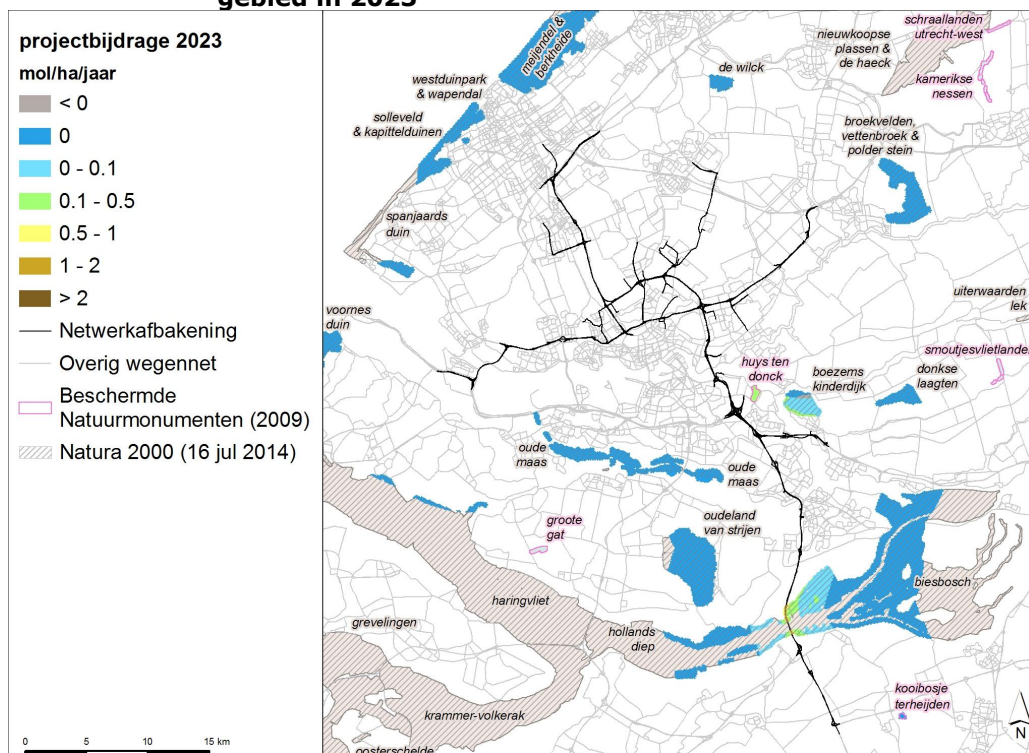 gebied in 2023
projectbijdrage 2023
mol/ha/jaar
< 0
0
0 - 0.1
0.1 - 0.5
0.5 - 1
1 - 2
> 2
Netwerkafbakening
Overig wegennet
Beschermde
Natuurmonumenten (2009)
Natura 2000 (16 jul 2014)
0 5 10 15 km
meijendel &
berkheide
westduinpark
& wapendal
solleveld
& kapittelduinen
spanjaards
duin
voornes
duin
de wilck
nieuwkoopse
plassen &
de haeck
schraallanden
utrecht-west
kamerikse
nessen
broekvelden,
vettenbroek &
polder stein
uiterwaarden
lek
smoutjesvlietlanden
huys ten
donck
boezems
kinderdijk
donkse
laagten
oude
maas
oude
maas
groote
gat
oudeland
van strijen
biesbosch
haringvliet
grevelingen
hollands
diep
krammer-volkerak
kooibosje
terheijden
oosterschelde
N